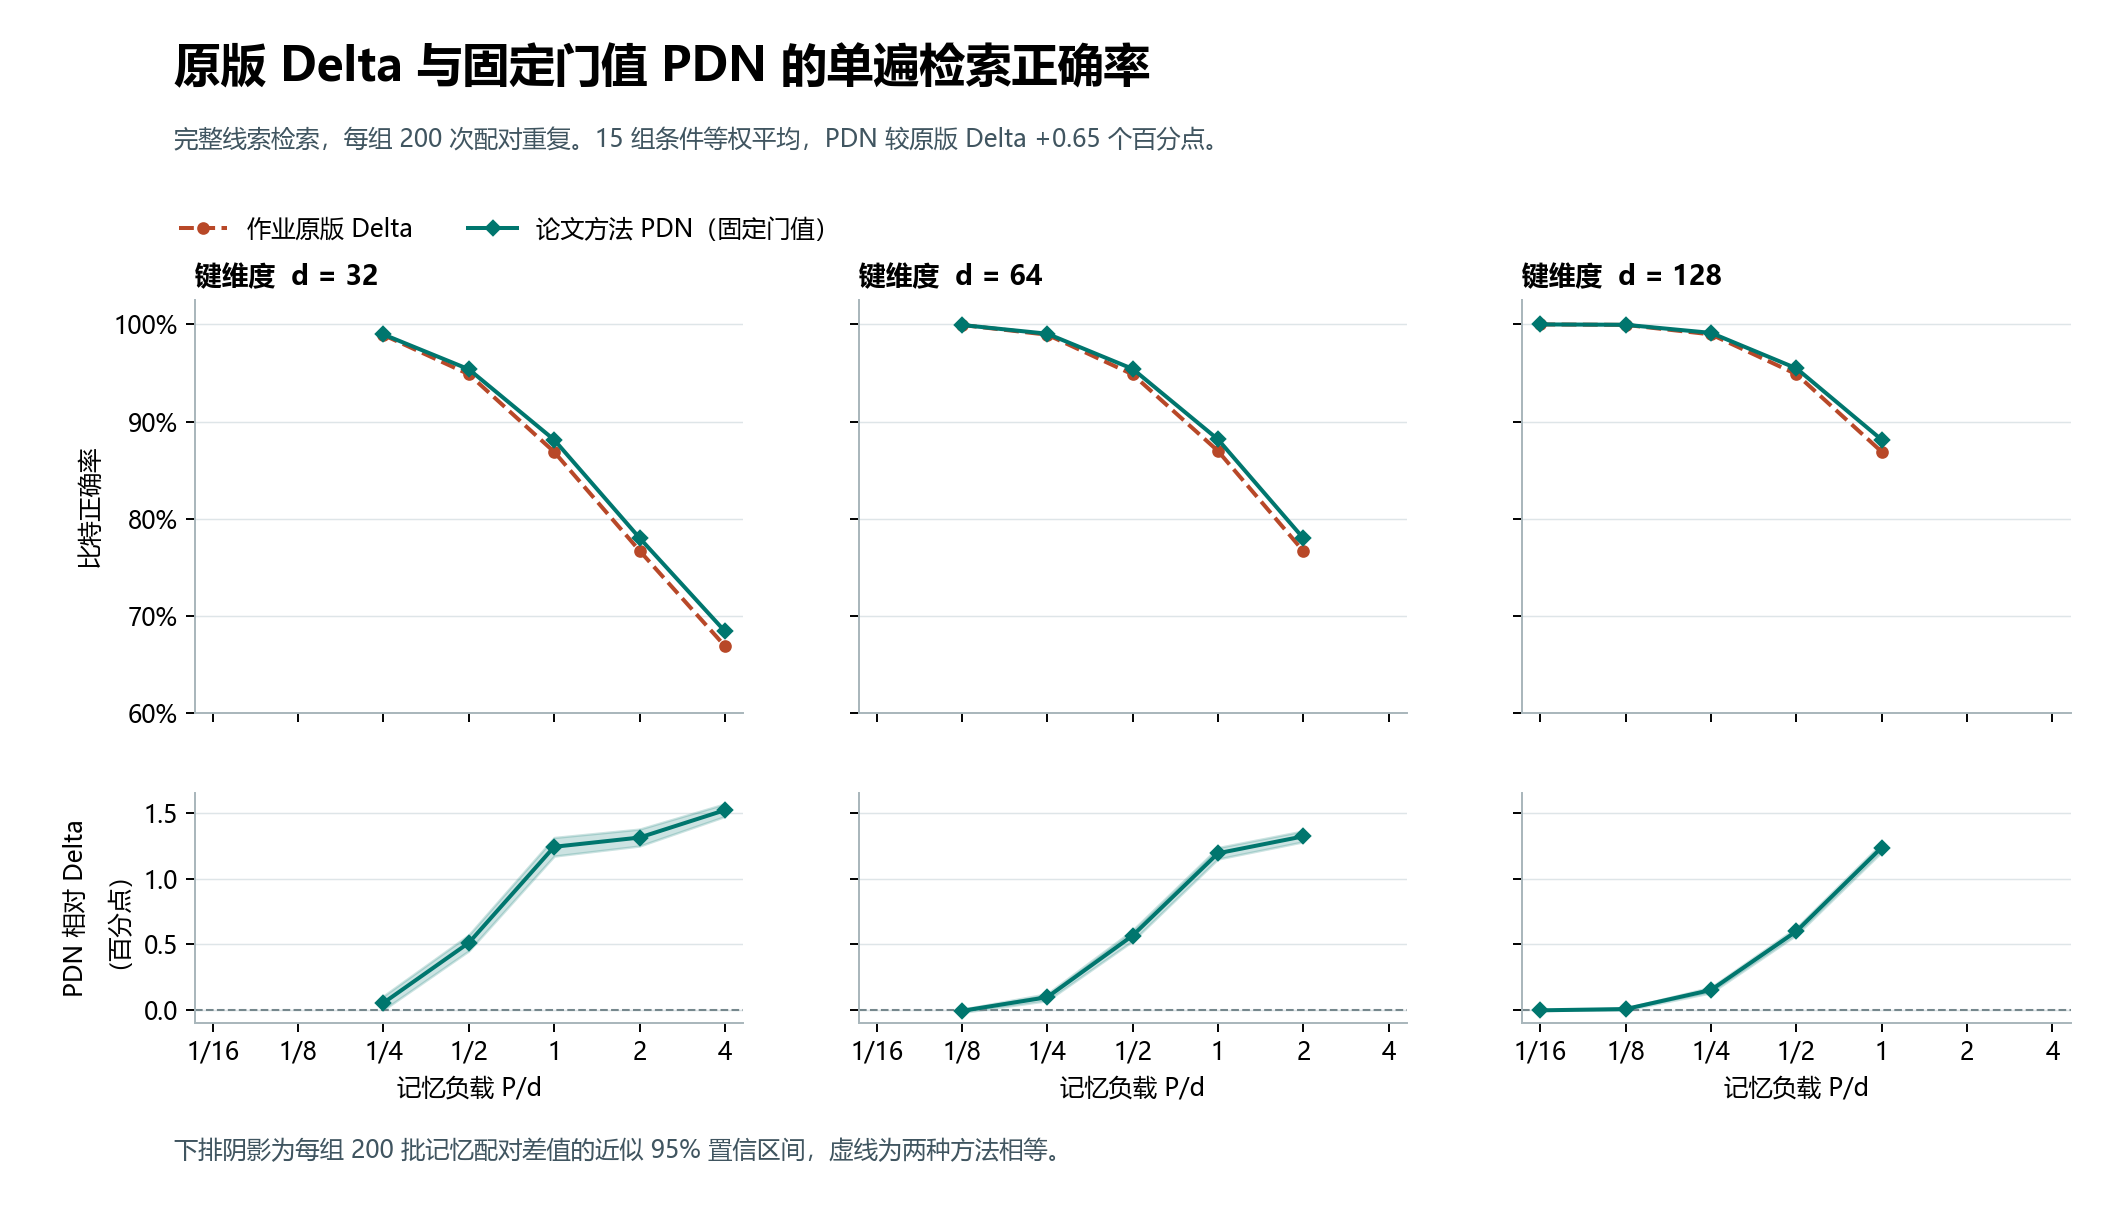 原版 Delta 与固定门值 PDN 的单遍检索正确率
完整线索检索，每组 200 次配对重复。15 组条件等权平均，PDN 较原版 Delta +0.65 个百分点。
作业原版 Delta
论文方法 PDN（固定门值）
键维度 d = 32
键维度 d = 64
键维度 d = 128
比特正确率
100%
90%
80%
70%
60%
PDN 相对 Delta
（百分点）
1.5
1.0
0.5
0.0
1/16 1/8 1/4 1/2 1 2 4
1/16 1/8 1/4 1/2 1 2 4
1/16 1/8 1/4 1/2 1 2 4
记忆负载 P/d
记忆负载 P/d
记忆负载 P/d
下排阴影为每组 200 批记忆配对差值的近似 95% 置信区间，虚线为两种方法相等。